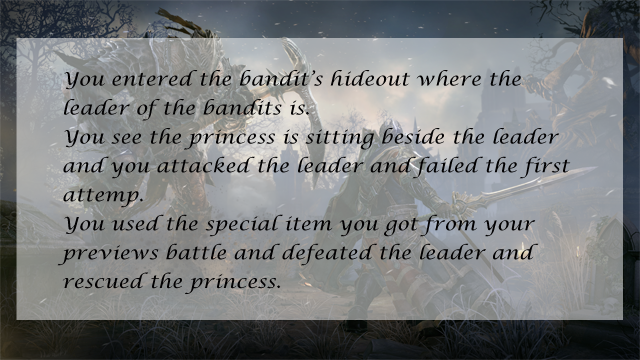 You entered the bandit's hideout where the
leader of the bandits is.
You see the princess is sitting beside the leader
and you attacked the leader and failed the first
attemp.
You used the special item you got from your
previews battle and defeated the leader and
rescued the princess.